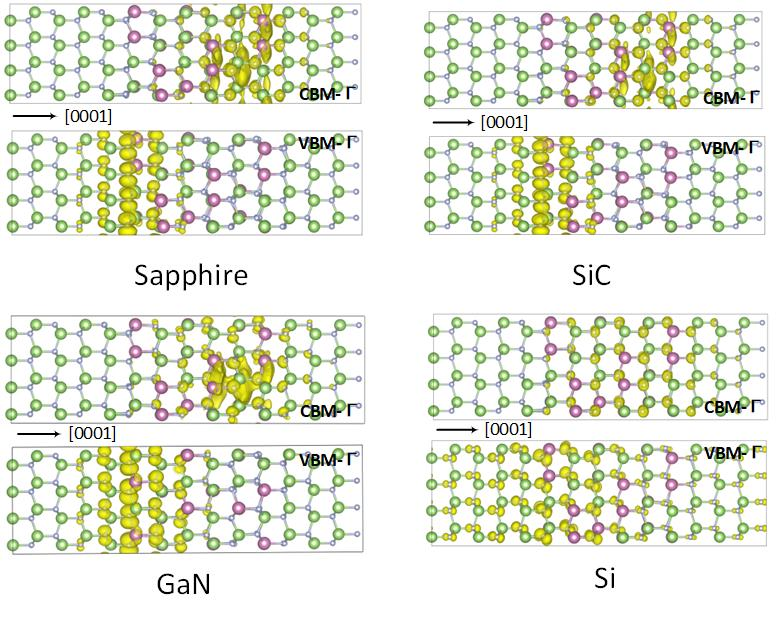 CBM-Γ
[0001]
VBM-Γ
Sapphire
CBM-Γ
[0001]
VBM-Γ
SiC
CBM-Γ
[0001]
VBM-Γ
GaN
CBM-Γ
[0001]
VBM-Γ
Si